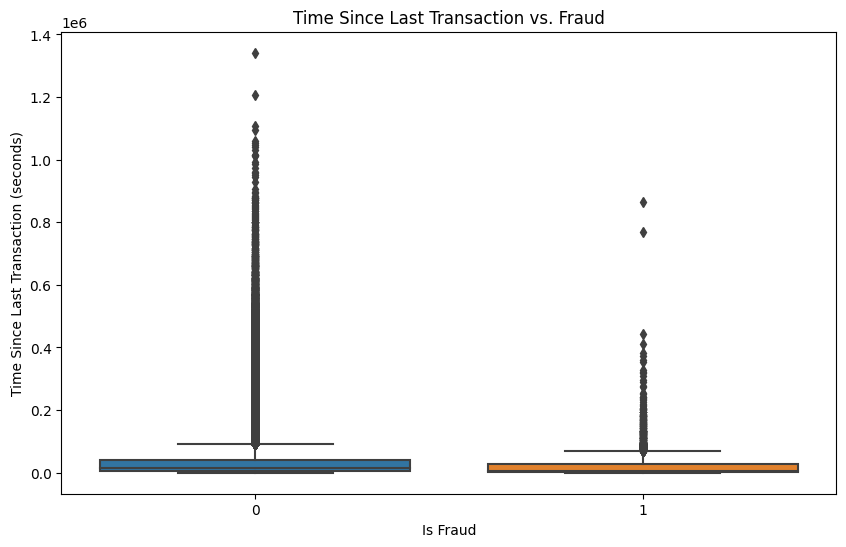 Time Since Last Transaction vs. Fraud
1e6
1.4
1.2
1.0
0.8
0.6
0.4
0.2
0.0
Time Since Last Transaction (seconds)
0
1
Is Fraud